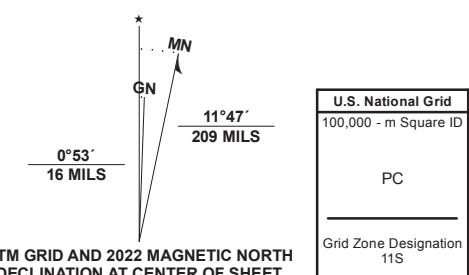 ★
MN
GN
11°47´
209 MILS
0°53´
16 MILS
TM GRID AND 2022 MAGNETIC NORTH
DECLINATION AT CENTER OF SHEET
U.S. National Grid
100,000 - m Square ID
PC
Grid Zone Designation
11S